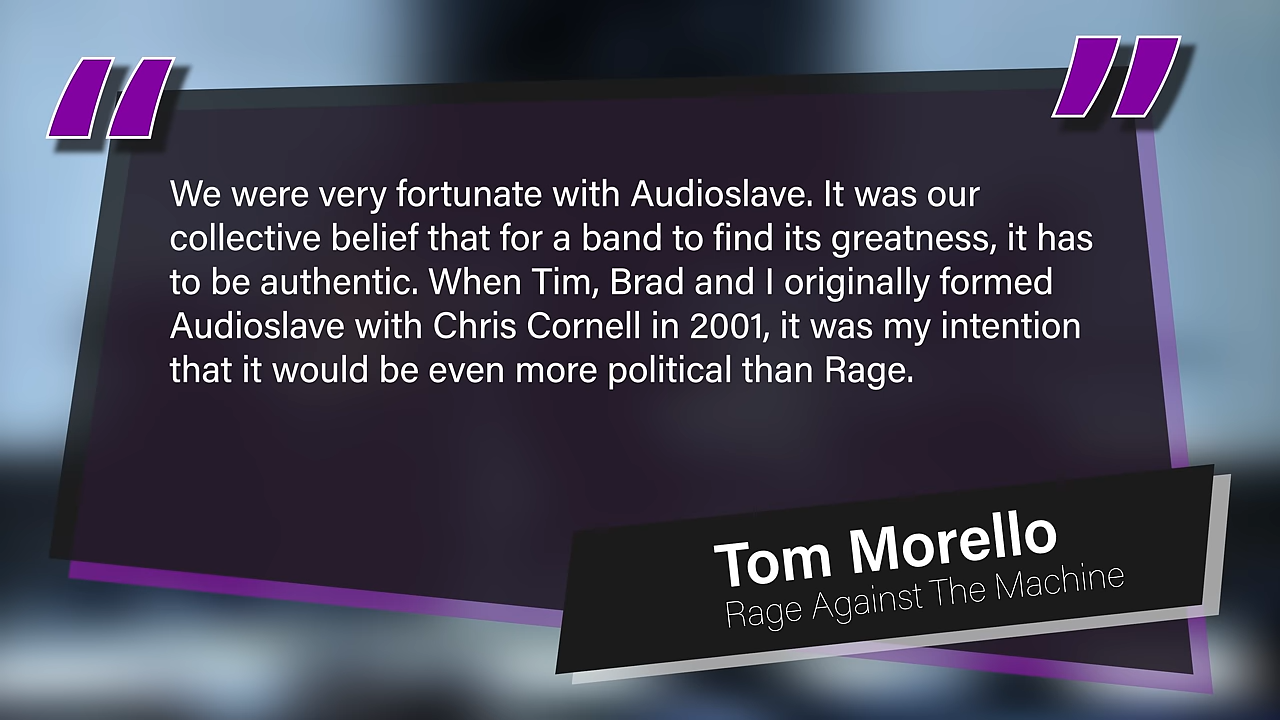 We were very fortunate with Audioslave. It was our
collective belief that for a band to find its greatness, it has
to be authentic. When Tim, Brad and I originally formed
Audioslave with Chris Cornell in 2001, it was my intention
that it would be even more political than Rage.
Tom Morello
Rage Against The Machine